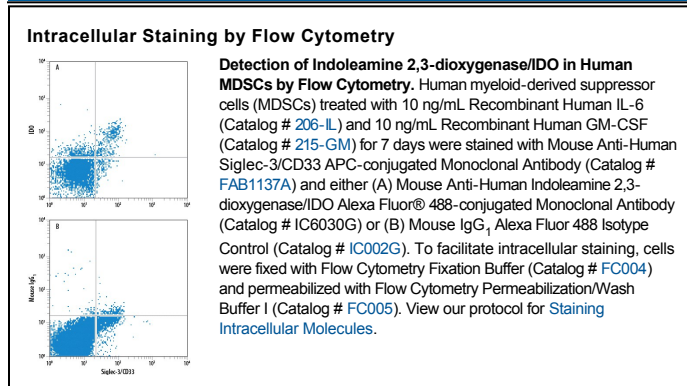 Intracellular Staining by Flow Cytometry
Detection of Indoleamine 2,3-dioxygenase/IDO in Human
MDSCs by Flow Cytometry. Human myeloid-derived suppressor
cells (MDSCs) treated with 10 ng/mL Recombinant Human IL-6
(Catalog # 206-IL) and 10 ng/mL Recombinant Human GM-CSF
(Catalog # 215-GM) for 7 days were stained with Mouse Anti-Human
Siglec-3/CD33 APC-conjugated Monoclonal Antibody (Catalog #
FAB1137A) and either (A) Mouse Anti-Human Indoleamine 2,3-
dioxygenase/IDO Alexa Fluor® 488-conjugated Monoclonal Antibody
(Catalog # IC6030G) or (B) Mouse IgG1 Alexa Fluor 488 Isotype
Control (Catalog # IC002G). To facilitate intracellular staining, cells
were fixed with Flow Cytometry Fixation Buffer (Catalog # FC004)
and permeabilized with Flow Cytometry Permeabilization/Wash
Buffer I (Catalog # FC005). View our protocol for Staining
Intracellular Molecules.
A
IDO
B
Mouse IgG1
Siglec-3/CD33